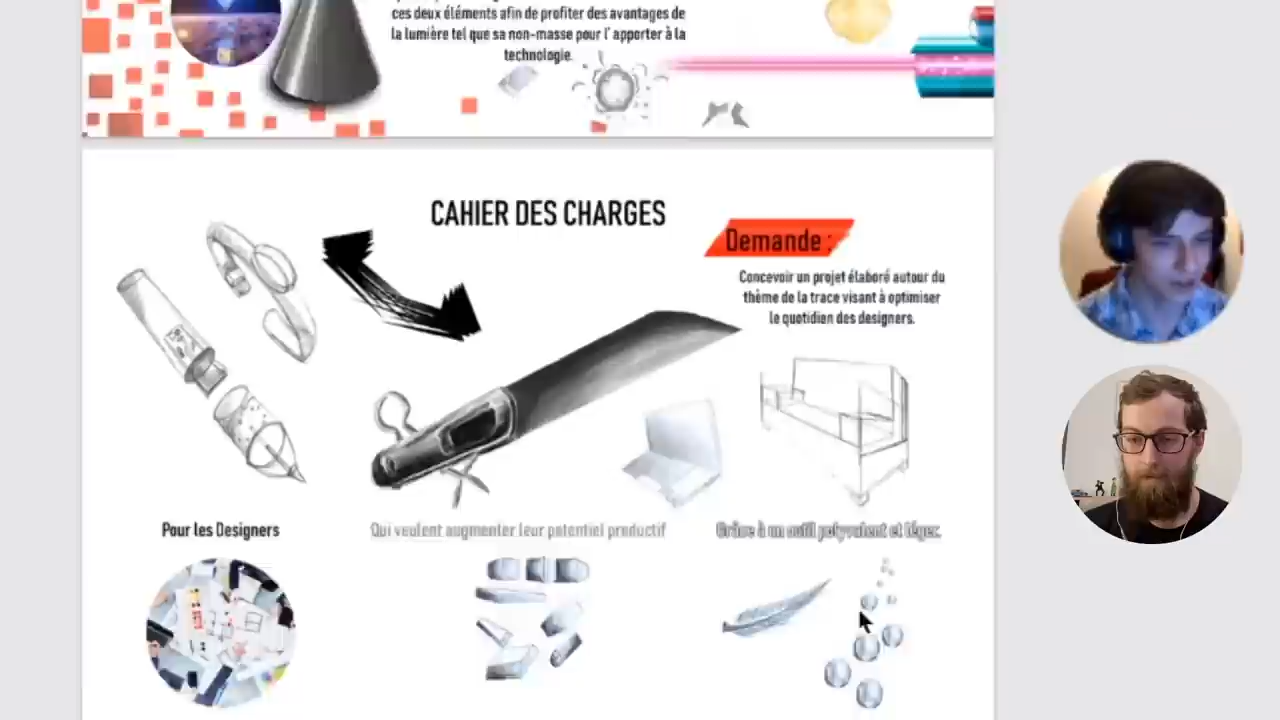 ces deux éléments afin de profiter des avantages de
la lumière tel que sa non-masse pour l' apporter à la
technologie.
CAHIER DES CHARGES
Demande :
Concevoir un projet élaboré autour du
thème de la trace visant à optimiser
le quotidien des designers.
Pour les Designers
Qui veulent augmenter leur potentiel productif
Grâce à un outil polyvalent et léger.